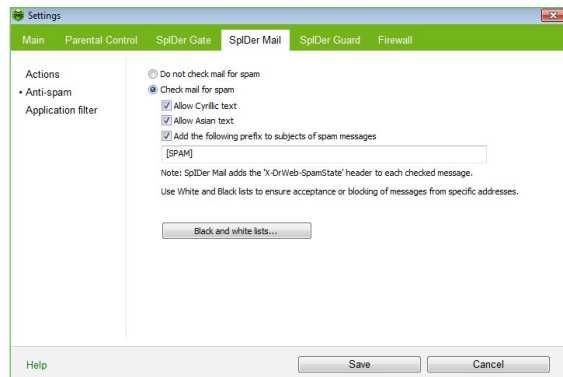 Settings
Main Parental Control SpIDer Gate SpIDer Mail SpIDer Guard Firewall
Actions
Anti-spam
Application filter
Do not check mail for spam
Check mail for spam
Allow Cyrillic text
Allow Asian text
Add the following prefix to subjects of spam messages
[SPAM]
Note: SpIDer Mail adds the 'X-DrWeb-SpamState' header to each checked message.
Use White and Black lists to ensure acceptance or blocking of messages from specific addresses.
Black and white lists...
Help Save Cancel